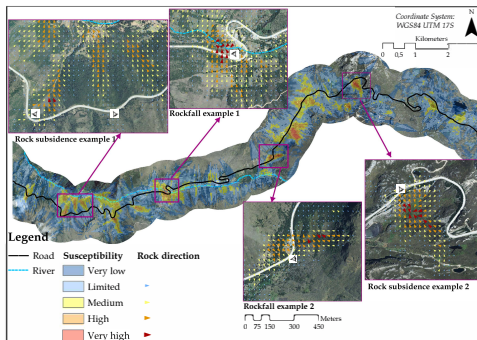 Coordinate System:
WGS84 UTM 17S
N
Kilometers
0 0,5 1 2
Rock subsidence example 1
Rockfall example 1
Legend
Road
River
Susceptibility
Very low
Limited
Medium
High
Very high
Rock direction
Rockfall example 2
Meters
0 75 150 300 450
Rock subsidence example 2